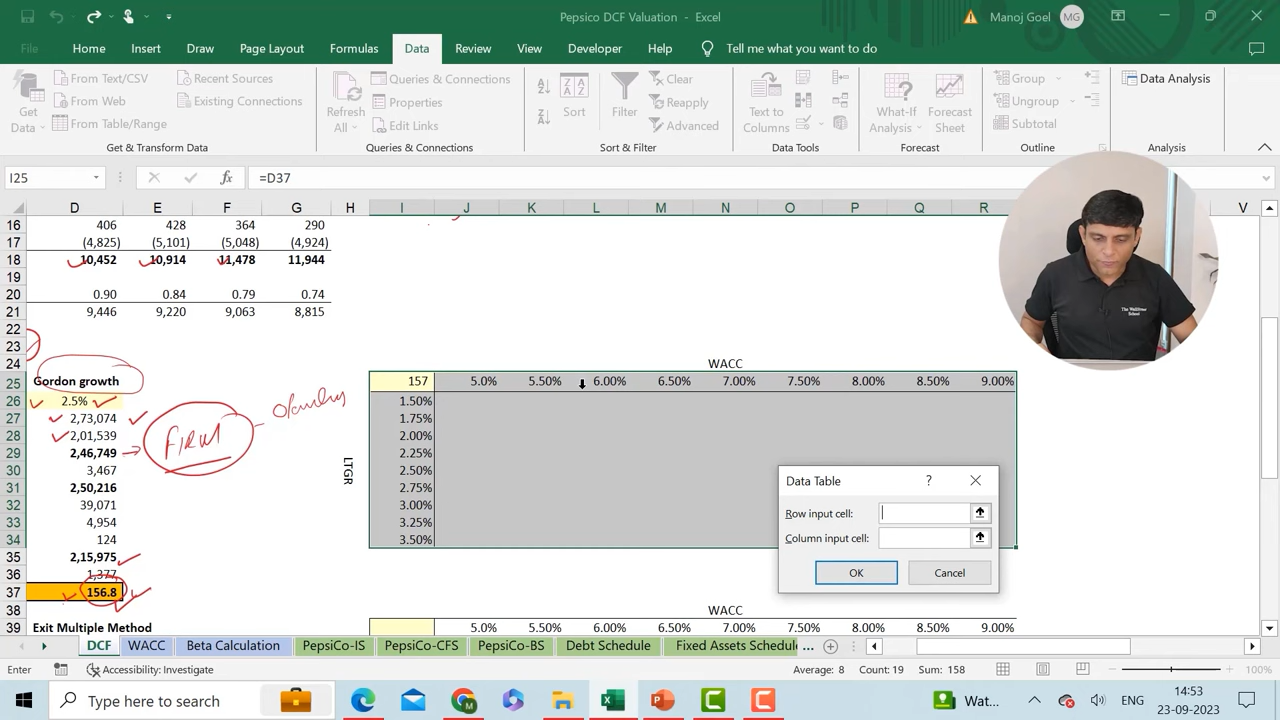 Pepsico DCF Valuation - Excel
Manoj Goel MG
File Home Insert Draw Page Layout Formulas Data Review View Developer Help Tell me what you want to do
Get Data
From Text/CSV
From Web
From Table/Range
Recent Sources
Existing Connections
Get & Transform Data
Refresh All
Queries & Connections
Properties
Edit Links
Queries & Connections
Sort
Filter
Clear
Reapply
Advanced
Sort & Filter
Text to Columns
Data Tools
What-If Analysis
Forecast Sheet
Forecast
Group
Ungroup
Subtotal
Outline
Data Analysis
Analysis
I25 fx =D37
D E F G H I J K L M N O P Q R V
16 406 428 364 290
17 (4,825) (5,101) (5,048) (4,924)
18 10,452 10,914 11,478 11,944
19
20 0.90 0.84 0.79 0.74
21 9,446 9,220 9,063 8,815
22
23
24 WACC
25 Gordon growth 157 5.0% 5.50% 6.00% 6.50% 7.00% 7.50% 8.00% 8.50% 9.00%
26 2.5% 1.50%
27 2,73,074 1.75%
28 2,01,539 2.00%
29 2,46,749 2.25%
30 3,467 2.50%
31 2,50,216 2.75%
32 39,071 3.00%
33 4,954 3.25%
34 124 3.50%
35 2,15,975
36 1,377
37 156.8
38 WACC
39 Exit Multiple Method 5.0% 5.50% 6.00% 6.50% 7.00% 7.50% 8.00% 8.50% 9.00%
LTGR
FIRM
The WallStreet School
Data Table ?
Row input cell:
Column input cell:
OK Cancel
DCF WACC Beta Calculation PepsiCo-IS PepsiCo-CFS PepsiCo-BS Debt Schedule Fixed Assets Schedule ...
Enter Accessibility: Investigate Average: 8 Count: 19 Sum: 158 100%
Type here to search Wat... ENG 14:53
23-09-2023